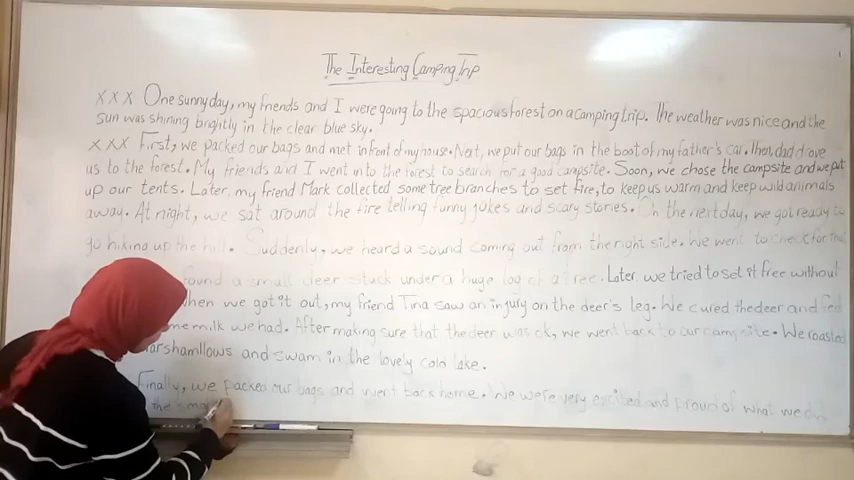 The Interesting Camping Trip
xxx One sunny day, my friends and I were going to the spacious forest on a camping trip. The weather was nice and the
sun was shining brightly in the clear blue sky.
xxx First, we packed our bags and met in front of my house. Next, we put our bags in the boot of my father's car. Then, dad drove
us to the forest. My friends and I went into the forest to search for a good campsite. Soon, we chose the campsite and we put
up our tents. Later, my friend Mark collected some tree branches to set fire, to keep us warm and keep wild animals
away. At night, we sat around the fire telling funny jokes and scary stories. On the next day, we got ready to
go hiking up the hill. Suddenly, we heard a sound coming out from the right side. We went to check for that
found a small deer stuck under a huge log of a tree. Later, we tried to set it free without
when we got it out, my friend Tina saw an injury on the deer's leg. We cured the deer and fed
milk we had. After making sure that the deer was ok, we went back to our camp site. We roasted
marshamllows and swam in the lovely cold lake.
Finally, we packed our bags and went back home. We were very excited and proud of what we did
the